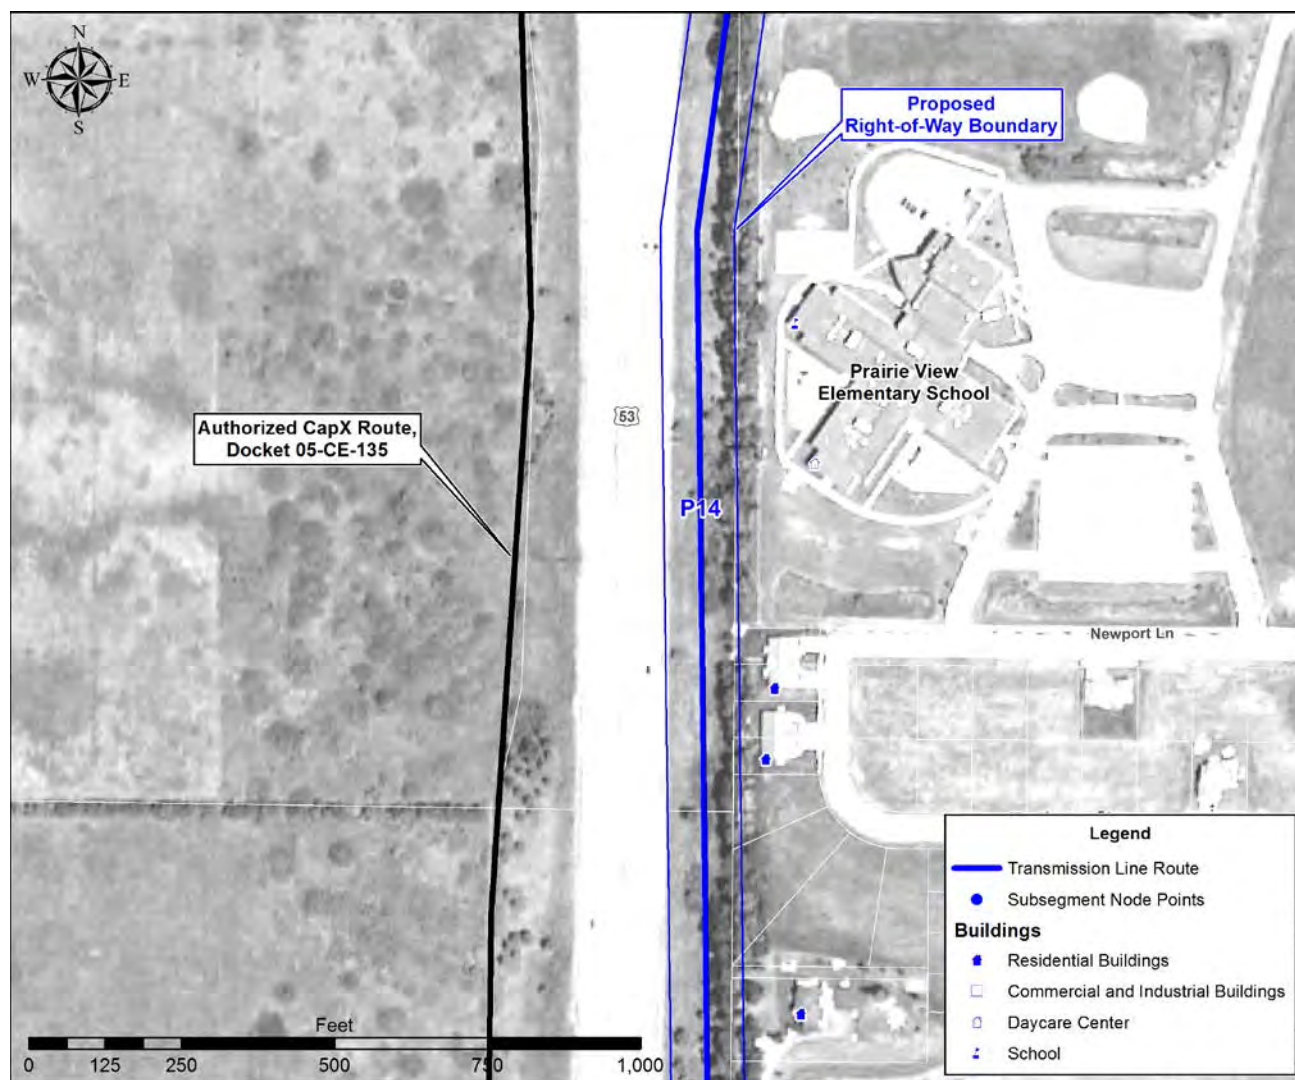 N
W E
S
Proposed
Right-of-Way Boundary
Prairie View
Elementary School
53
Authorized CapX Route,
Docket 05-CE-135
P14
Newport Ln
Legend
Transmission Line Route
Subsegment Node Points
Buildings
Residential Buildings
Commercial and Industrial Buildings
Daycare Center
School
Feet
0 125 250 500 750 1,000